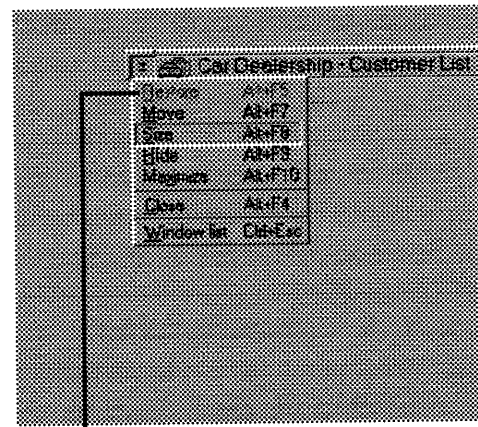 Car Dealership - Customer List
Restore Alt+F5
Move Alt+F7
Size Alt+F8
Hide Alt+F9
Maximize Alt+F10
Close Alt+F4
Window list Ctrl+Esc